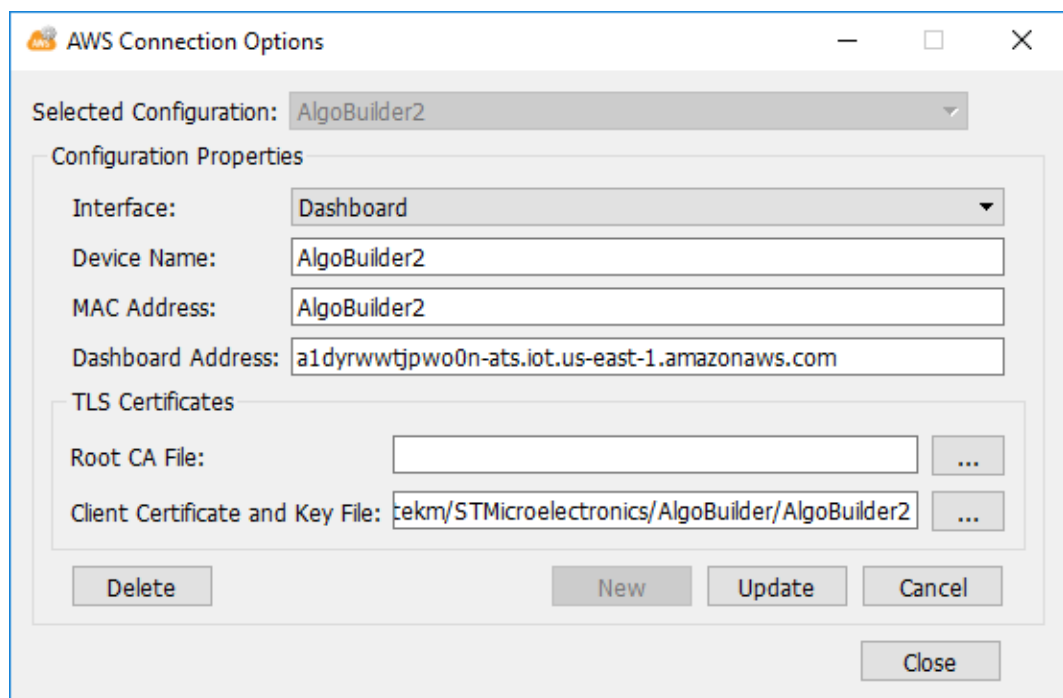 AWS Connection Options
Selected Configuration: AlgoBuilder2
Configuration Properties
Interface: Dashboard
Device Name: AlgoBuilder2
MAC Address: AlgoBuilder2
Dashboard Address: a1dyrwwtjpwo0n-ats.iot.us-east-1.amazonaws.com
TLS Certificates
Root CA File: ...
Client Certificate and Key File: tekm/STMicroelectronics/AlgoBuilder/AlgoBuilder2 ...
Delete New Update Cancel
Close